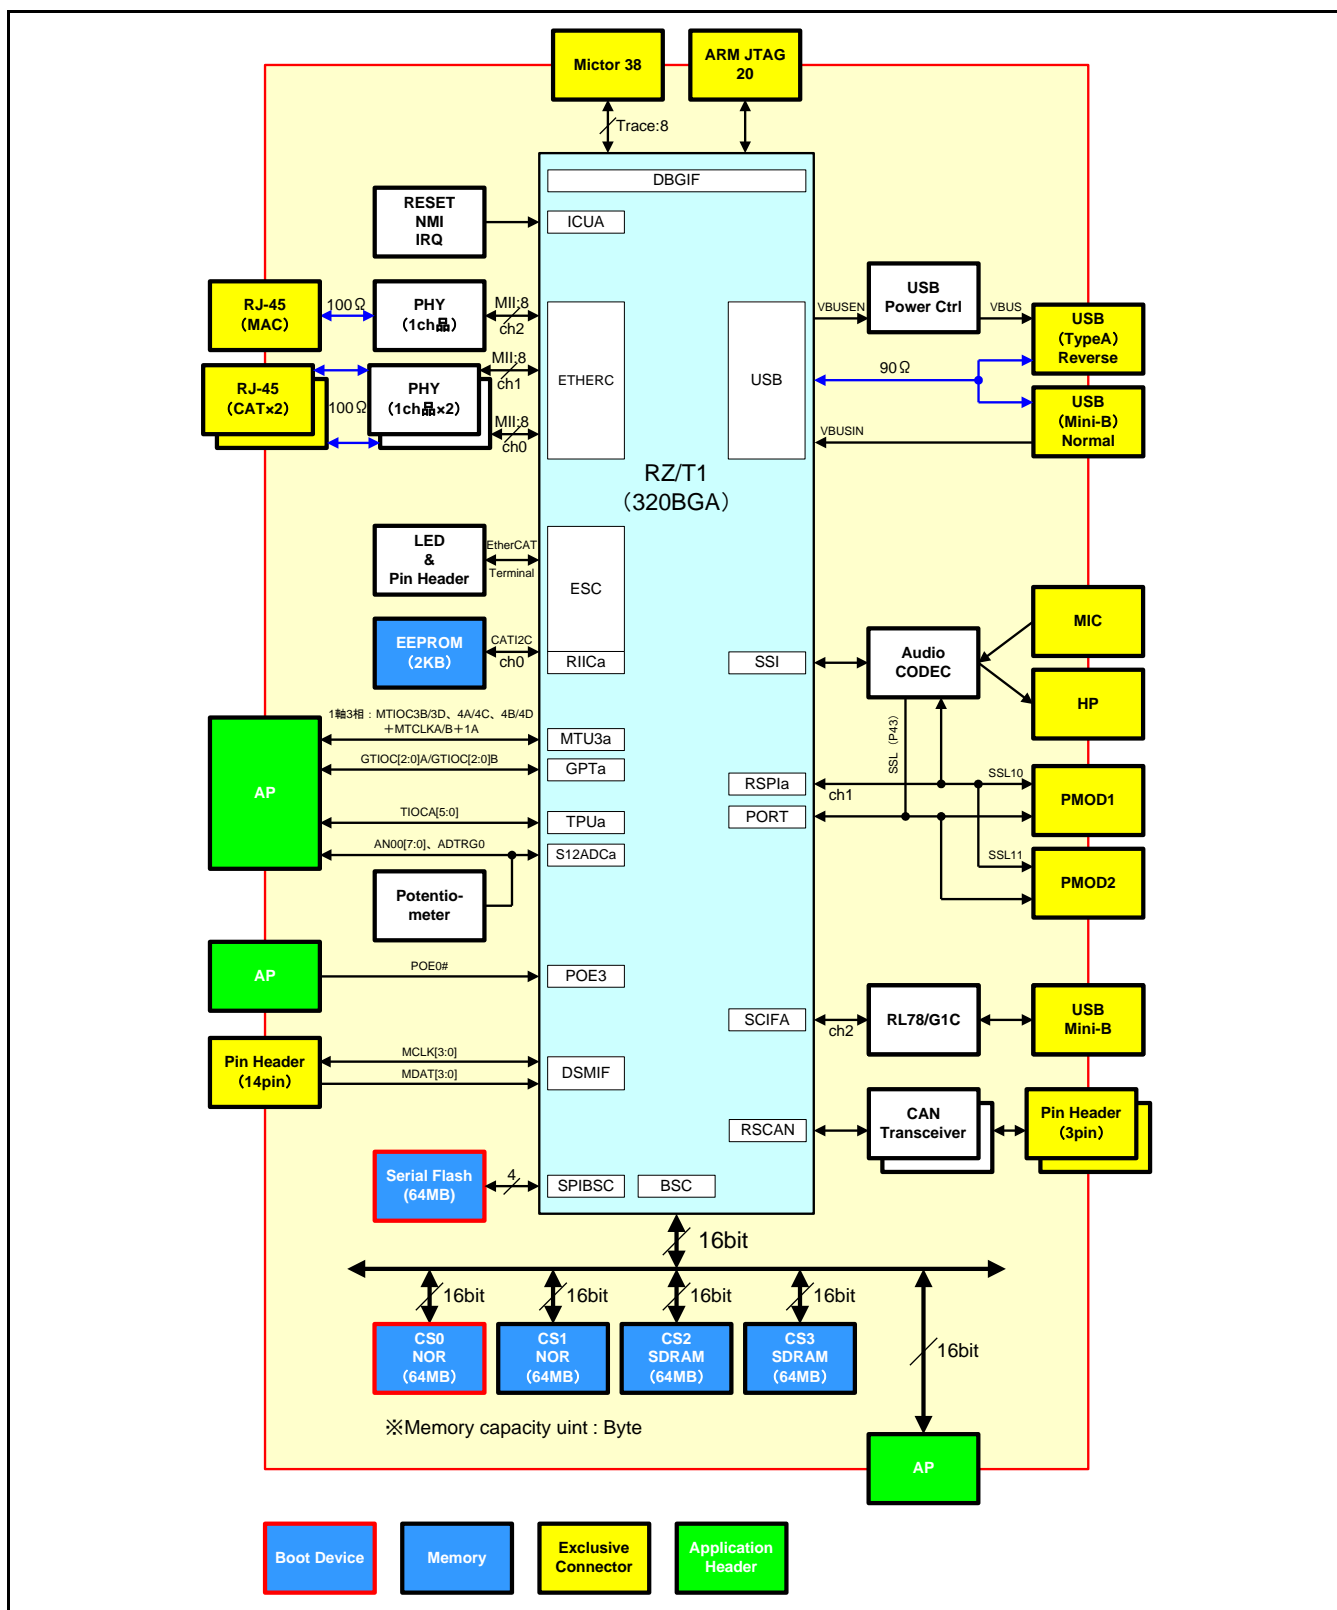 Mictor 38
ARM JTAG
20
Trace:8
DBGIF
RESET
NMI
IRQ
ICUA
RJ-45
（MAC）
100Ω
PHY
（1ch品）
MII:8
ch2
RJ-45
（CAT×2）
100Ω
PHY
（1ch品×2）
MII:8
ch1
MII:8
ch0
ETHERC
USB
VBUSEN
USB
Power Ctrl
VBUS
USB
（TypeA）
Reverse
90Ω
USB
（Mini-B）
Normal
VBUSIN
RZ/T1
（320BGA）
LED
&
Pin Header
EtherCAT
Terminal
ESC
EEPROM
（2KB）
CATI2C
ch0
RIICa
SSI
Audio
CODEC
MIC
HP
SSL（P43）
AP
1軸3相：MTIOC3B/3D、4A/4C、4B/4D
＋MTCLKA/B＋1A
MTU3a
GTIOC[2:0]A/GTIOC[2:0]B
GPTa
TIOCA[5:0]
TPUa
AN00[7:0]、ADTRG0
S12ADCa
Potentio-
meter
RSPIa
ch1
SSL10
PMOD1
PORT
SSL11
PMOD2
AP
POE0#
POE3
SCIFA
ch2
RL78/G1C
USB
Mini-B
Pin Header
（14pin）
MCLK[3:0]
MDAT[3:0]
DSMIF
RSCAN
CAN
Transceiver
Pin Header
（3pin）
Serial Flash
(64MB)
4
SPIBSC
BSC
16bit
16bit
16bit
16bit
16bit
CS0
NOR
（64MB）
CS1
NOR
（64MB）
CS2
SDRAM
（64MB）
CS3
SDRAM
（64MB）
16bit
※Memory capacity uint : Byte
AP
Boot Device
Memory
Exclusive
Connector
Application
Header